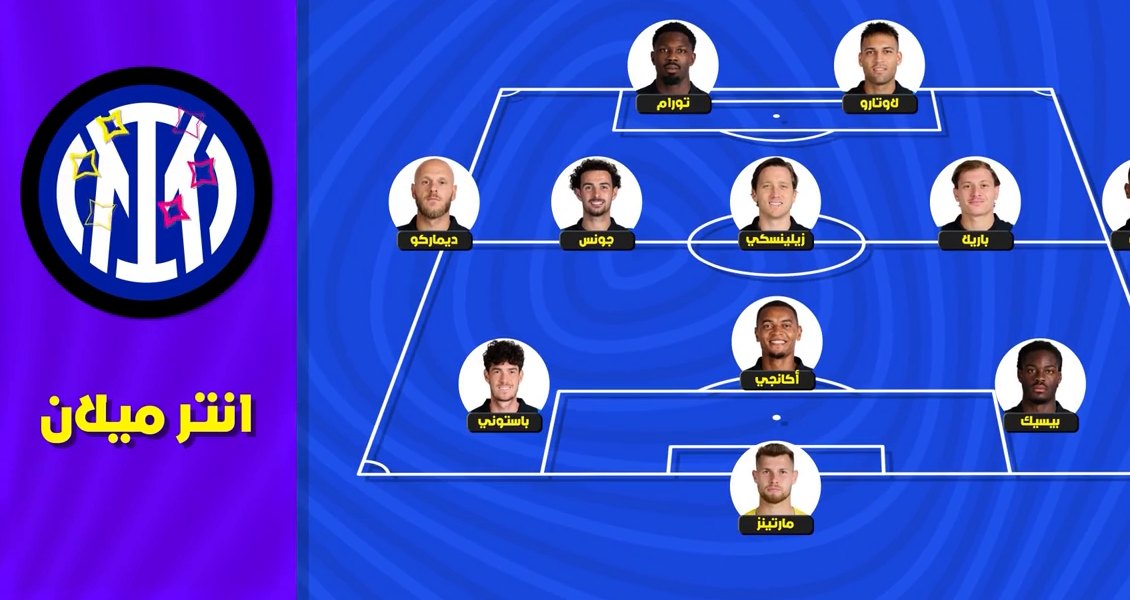 انتر ميلان
لاوتارو
تورام
باريلا
زيلينسكي
جونس
ديماركو
أكانجي
بيسيك
باستوني
مارتينز